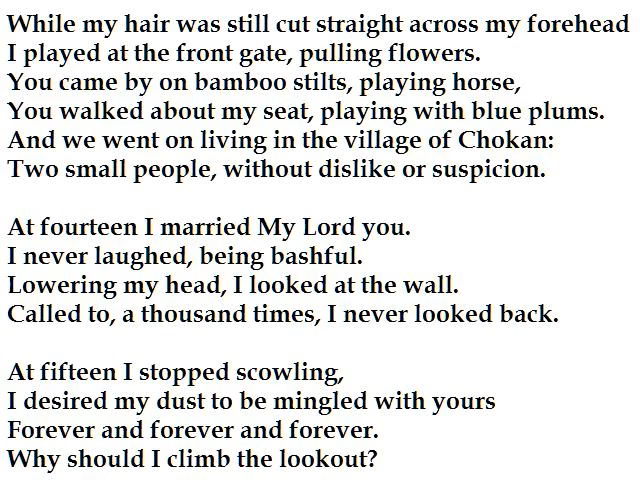 While my hair was still cut straight across my forehead
I played at the front gate, pulling flowers.
You came by on bamboo stilts, playing horse,
You walked about my seat, playing with blue plums.
And we went on living in the village of Chokan:
Two small people, without dislike or suspicion.

At fourteen I married My Lord you.
I never laughed, being bashful.
Lowering my head, I looked at the wall.
Called to, a thousand times, I never looked back.

At fifteen I stopped scowling,
I desired my dust to be mingled with yours
Forever and forever and forever.
Why should I climb the lookout?